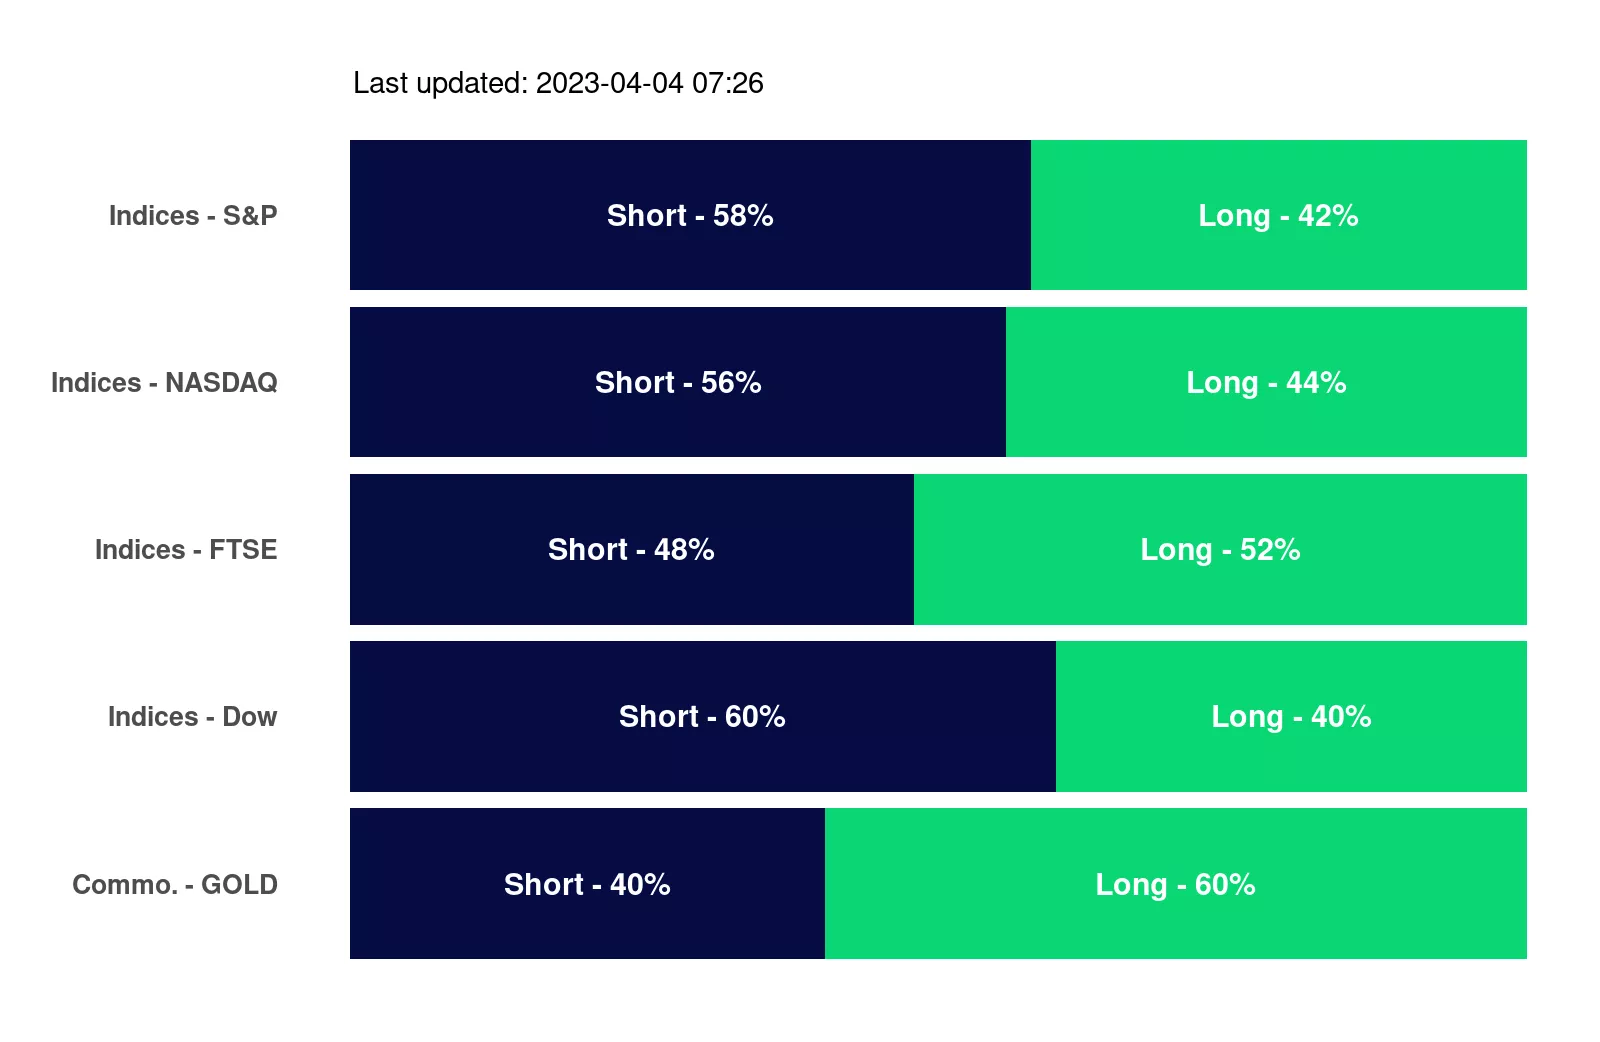 Last updated: 2023-04-04 07:26
Indices - S&P Short - 58% Long - 42%
Indices - NASDAQ Short - 56% Long - 44%
Indices - FTSE Short - 48% Long - 52%
Indices - Dow Short - 60% Long - 40%
Commo. - GOLD Short - 40% Long - 60%